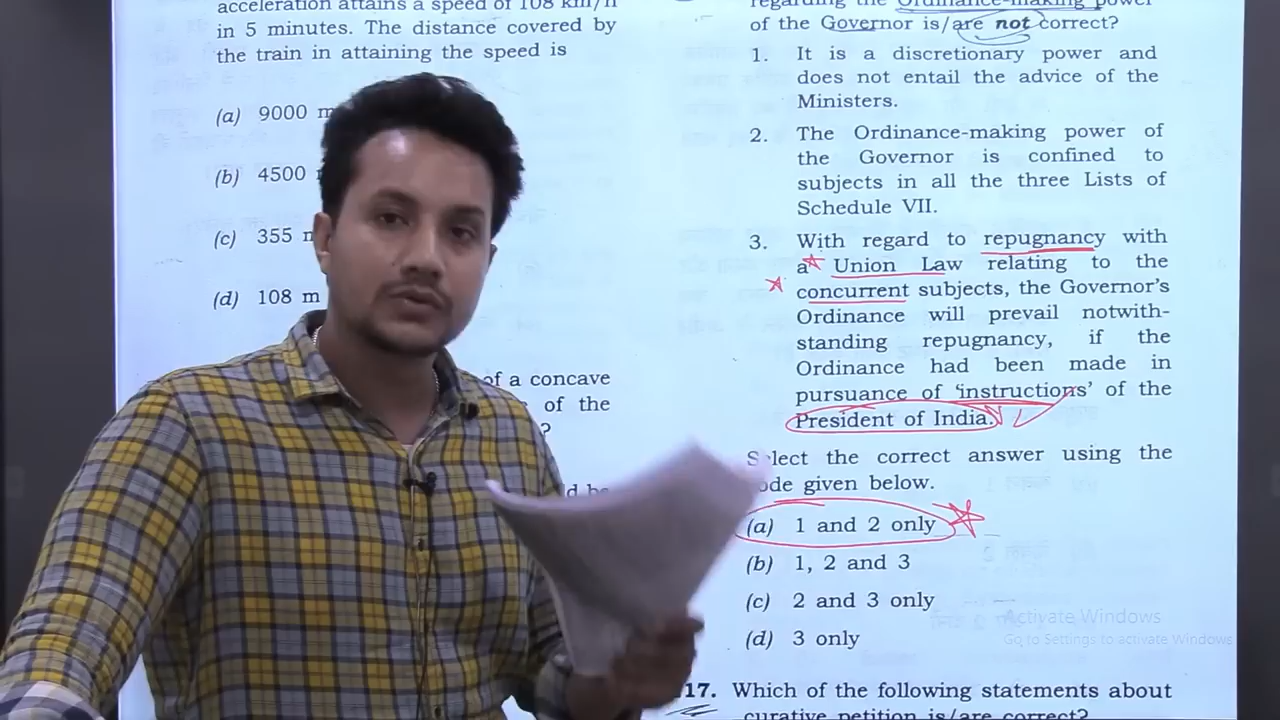 acceleration attains a speed of 108 km/h
in 5 minutes. The distance covered by
the train in attaining the speed is
(a) 9000 m
(b) 4500
(c) 355 m
(d) 108 m
of a concave
of the
?
regarding the Ordinance-making power
of the Governor is/are not correct?
1. It is a discretionary power and
does not entail the advice of the
Ministers.
2. The Ordinance-making power of
the Governor is confined to
subjects in all the three Lists of
Schedule VII.
3. With regard to repugnancy with
a Union Law relating to the
concurrent subjects, the Governor's
Ordinance will prevail notwith-
standing repugnancy, if the
Ordinance had been made in
pursuance of 'instructions' of the
President of India.
Select the correct answer using the
code given below.
(a) 1 and 2 only
(b) 1, 2 and 3
(c) 2 and 3 only
(d) 3 only
Activate Windows
Go to Settings to activate Windows
17. Which of the following statements about
curative petition is/are correct?